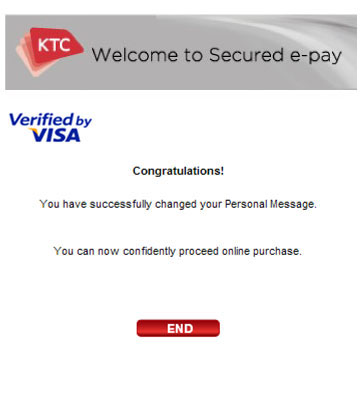 KTC
Welcome to Secured e-pay
Verified by
VISA
Congratulations!
You have successfully changed your Personal Message.
You can now confidently proceed online purchase.
END